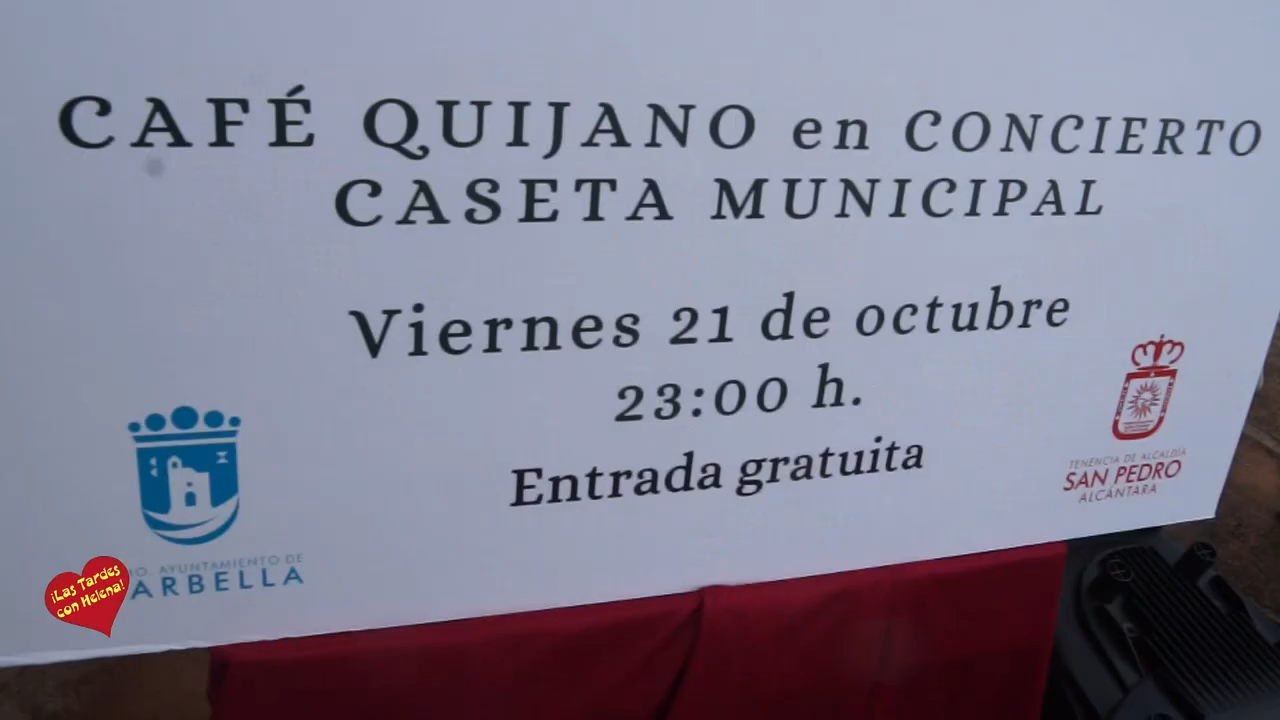 CAFÉ QUIJANO en CONCIERTO
CASETA MUNICIPAL
Viernes 21 de octubre
23:00 h.
Entrada gratuita
AYUNTAMIENTO DE
ARBELLA
TENENCIA DE ALCALDÍA
SAN PEDRO
ALCÁNTARA
¡Las Tardes
con Helena!